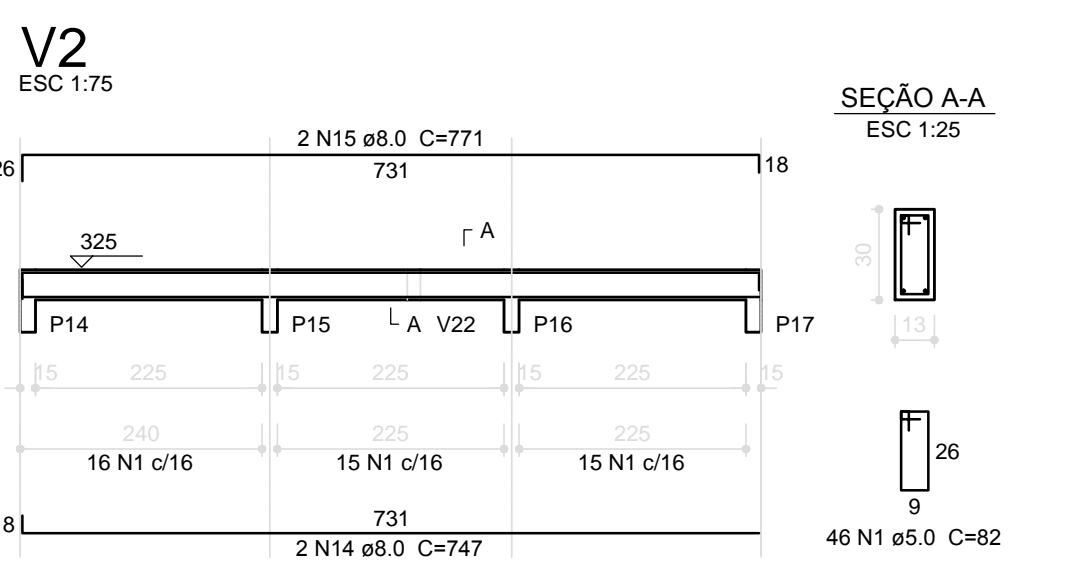 V2
ESC 1:75
SEÇÃO A-A
ESC 1:25
2 N15 ø8.0 C=771
26 731 18
A
325
30
P14 P15 A V22 P16 P17
13
15 225 15 225 15 225 15
240 225 225
16 N1 c/16 15 N1 c/16 15 N1 c/16
26
9
8 731
2 N14 ø8.0 C=747
46 N1 ø5.0 C=82